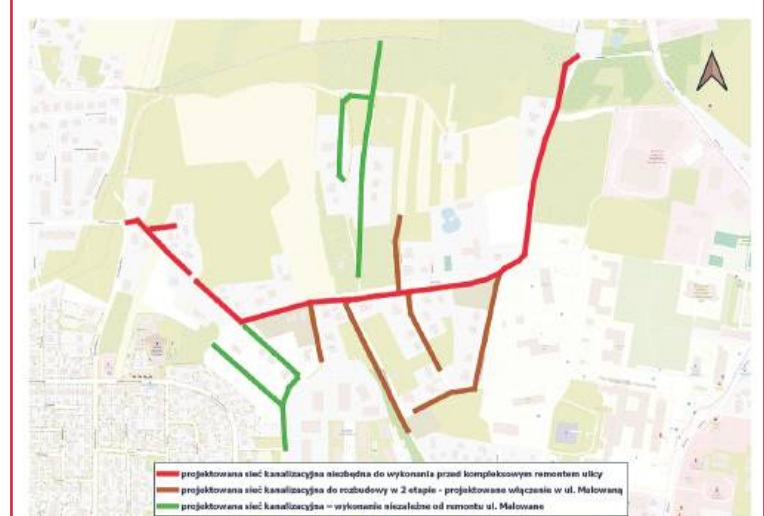 projektowana sieć kanalizacyjna niezbędna do wykonania przed kompleksowym remontem ulicy
projektowana sieć kanalizacyjna do rozbudowy w 2 etapie - projektowane włączenie w ul. Malowaną
projektowana sieć kanalizacyjna – wykonanie niezależne od remontu ul. Malowane